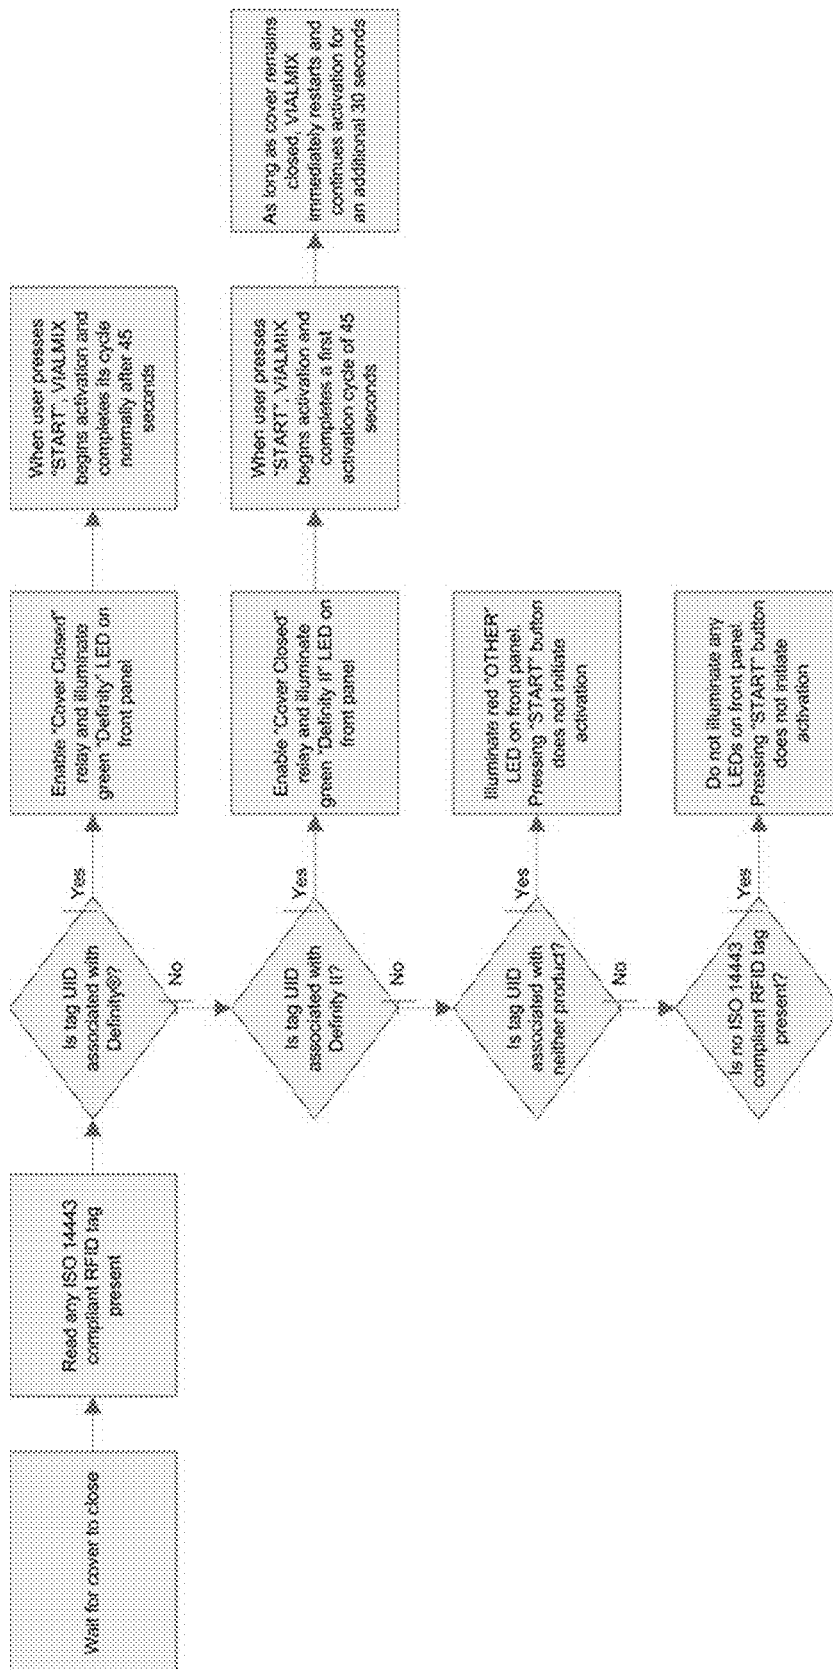 Wait for cover to close
Read any ISO 14443
compliant RFID tag
present
Is tag UID
associated with
Definity®?
Yes
No
Enable "Cover Closed"
relay and illuminate
green "Definity" LED on
front panel
When user presses
"START", VIALMIX
begins activation and
completes its cycle
normally after 45
seconds
Is tag UID
associated with
Definity II?
Yes
No
Enable "Cover Closed"
relay and illuminate
green "Definity II" LED on
front panel
When user presses
"START", VIALMIX
begins activation and
completes a first
activation cycle of 45
seconds
As long as cover remains
closed, VIALMIX
immediately restarts and
continues activation for
an additional 30 seconds
Is tag UID
associated with
neither product?
Yes
No
Illuminate red "OTHER"
LED on front panel.
Pressing "START" button
does not initiate
activation
Is no ISO 14443
compliant RFID tag
present?
Yes
Do not illuminate any
LEDs on front panel.
Pressing "START" button
does not initiate
activation